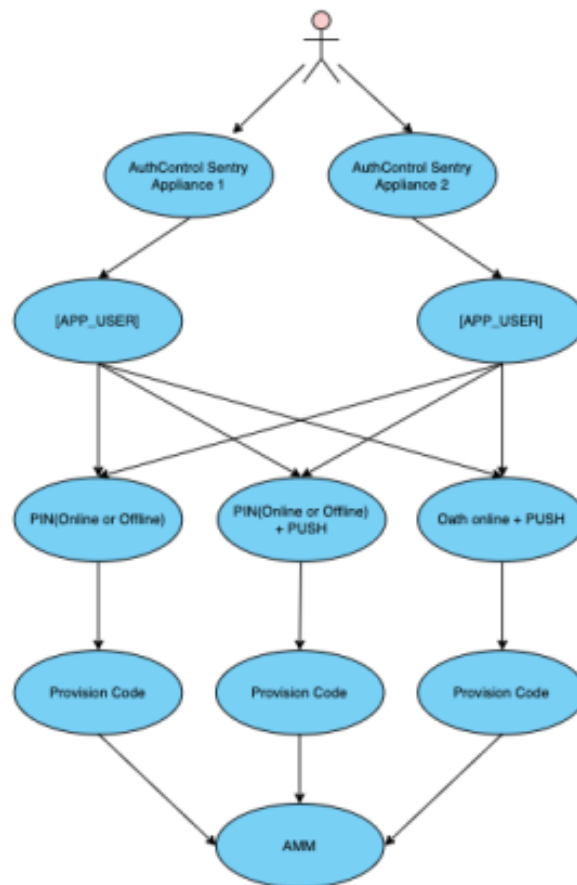 AuthControl Sentry
Appliance 1
AuthControl Sentry
Appliance 2
[APP_USER]
[APP_USER]
PIN(Online or Offline)
PIN(Online or Offline)
+ PUSH
Oath online + PUSH
Provision Code
Provision Code
Provision Code
AMM